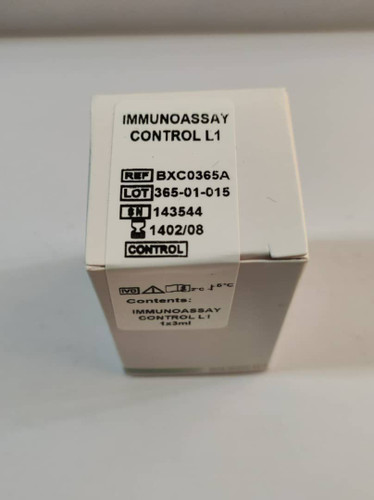 IMMUNOASSAY
CONTROL L1
REF BXC0365A
LOT 365-01-015
SN 143544
1402/08
CONTROL
IVD
Contents:
IMMUNOASSAY
CONTROL L1
1x3ml